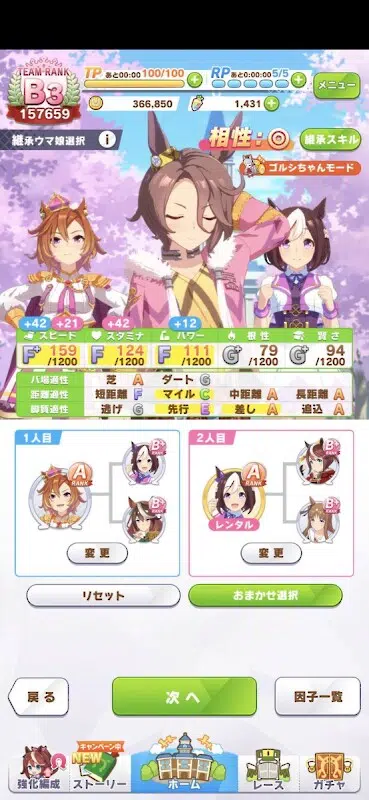 TEAM RANK
B3
157659
TP あと00:00 100/100
RP あと0:00:00 5/5
メニュー
366,850
1,431
継承ウマ娘選択 i
相性:◎
継承スキル
ゴルシちゃんモード
+42 +21 +42 +12
スピード スタミナ パワー 根性 賢さ
F+ 159/1200 F 124/1200 F 111/1200 G+ 79/1200 G+ 94/1200
バ場適性 芝 A ダート G
距離適性 短距離 F マイル C 中距離 A 長距離 A
脚質適性 逃げ G 先行 E 差し A 追込 A
1人目
A RANK
B+ RANK
B+ RANK
変更
2人目
A RANK
レンタル
B+ RANK
B+ RANK
変更
リセット
おまかせ選択
戻る
次へ
因子一覧
強化編成
キャンペーン中
NEW
ストーリー
ホーム
レース
ガチャ